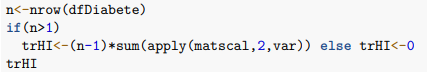 n<-nrow(dfDiabete)
if(n>1)
  trHI<-(n-1)*sum(apply(matscal,2,var)) else trHI<-0
trHI